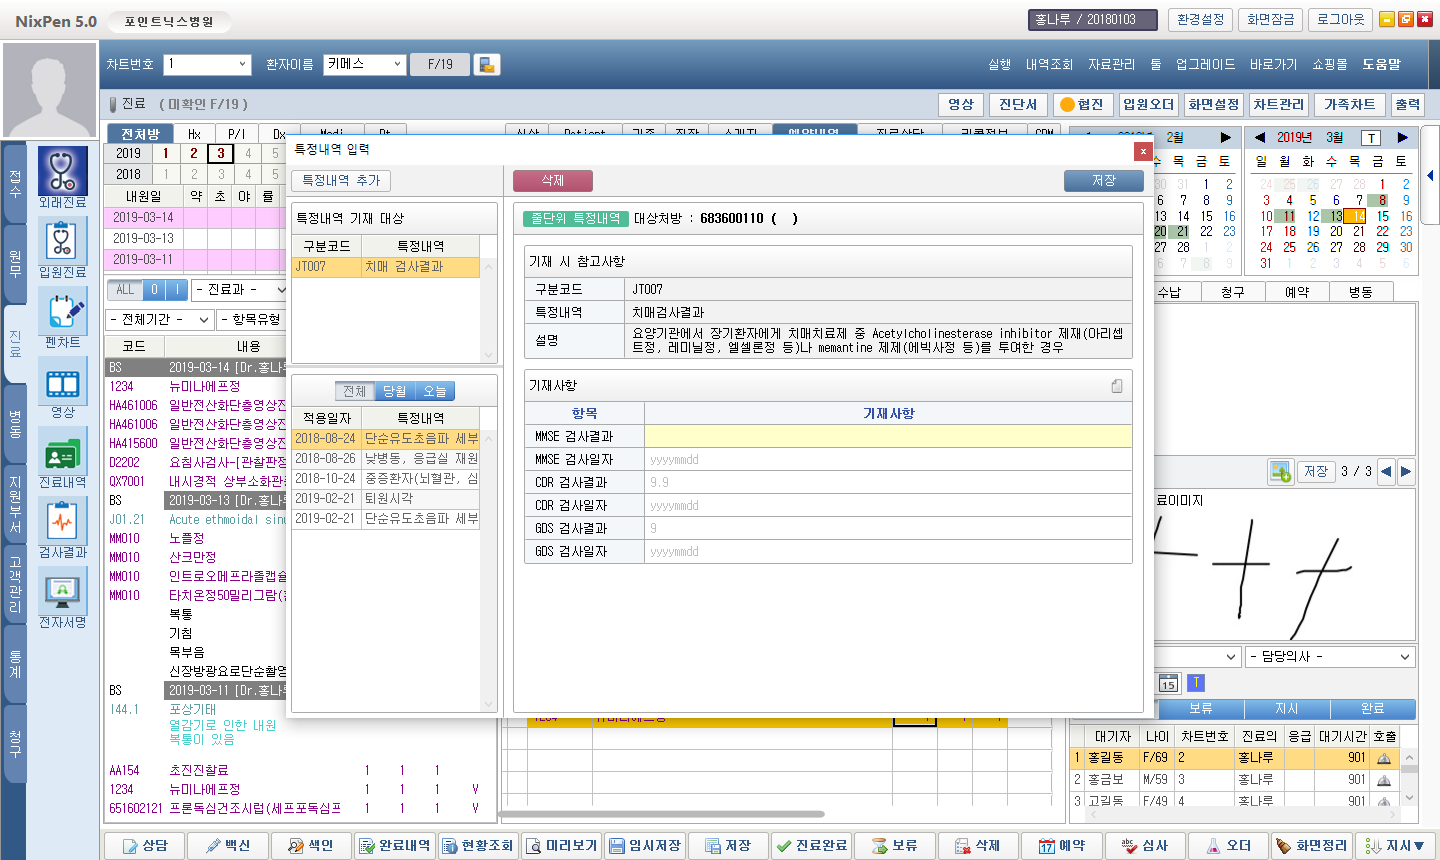 NixPen 5.0 포인트닉스병원 홍나루 / 20180103 환경설정 화면잠금 로그아웃
차트번호 1 환자이름 키메스 F/19 실행 내역조회 자료관리 툴 업그레이드 바로가기 쇼핑몰 도움말
진료 ( 미확인 F/19 ) 영상 진단서 협진 입원오더 화면설정 차트관리 가족차트 출력
전처방 Hx P/I Dx
2019 1 2 3 4 5
2018 1 2 3 4 5
내원일 약 초 야 률
2019-03-14
2019-03-13
2019-03-11
ALL O I - 진료과 -
- 전체기간 - - 항목유형
코드 내용
BS 2019-03-14 [Dr.홍나루
1234 뉴미나에프정
HA461006 일반전산화단층영상진
HA461006 일반전산화단층영상진
HA415600 일반전산화단층영상진
D2202 요침사검사-[관찰판정
QX7001 내시경적 상부소화관
BS 2019-03-13 [Dr.홍나루
J01.21 Acute ethmoidal sinu
MM010 노플정
MM010 산크만정
MM010 인트로오메프라졸캡슐
MM010 타치온정50밀리그람(
복통
기침
목부음
신장방광요로단순촬영
BS 2019-03-11 [Dr.홍나루
I44.1 포상기태
열감기로 인한 내원
복통이 있음
AA154 초진진찰료 1 1 1
1234 뉴미나에프정 1 1 1 V
651602121 프론독심건조시럽(세프포독심프 1 1 1 V
접수
원무
진료
병동
지원부서
고객관리
통계
청구
외래진료
입원진료
펜차트
영상
진료내역
검사결과
전자서명
특정내역 입력
특정내역 추가 삭제 저장
특정내역 기재 대상
구분코드 특정내역
JT007 치매 검사결과
전체 당월 오늘
적용일자 특정내역
2018-08-24 단순유도초음파 세부
2018-08-26 낮병동, 응급실 재원
2018-10-24 중증환자(뇌혈관, 심
2019-02-21 퇴원시각
2019-02-21 단순유도초음파 세부
줄단위 특정내역 대상처방 : 683600110 ( )
기재 시 참고사항
구분코드 JT007
특정내역 치매검사결과
설명 요양기관에서 장기환자에게 치매치료제 중 Acetylcholinesterase inhibitor 제재(아리셉
트정, 레미닐정, 엘셀론정 등)나 memantine 제제(에빅사정 등)를 투여한 경우
기재사항
항목 기재사항
MMSE 검사결과
MMSE 검사일자 yyyymmdd
CDR 검사결과 9.9
CDR 검사일자 yyyymmdd
GDS 검사결과 9
GDS 검사일자 yyyymmdd
2월
수 목 금 토
30 31 1 2
6 7 8 9
13 14 15 16
20 21 22 23
27 28 1 2
6 7 8 9
2019년 3월 T
일 월 화 수 목 금 토
24 25 26 27 28 1 2
3 4 5 6 7 8 9
10 11 12 13 14 15 16
17 18 19 20 21 22 23
24 25 26 27 28 29 30
31 1 2 3 4 5 6
수납 청구 예약 병동
저장 3 / 3
료이미지
- 담당의사 -
15 T
보류 지시 완료
대기자 나이 차트번호 진료의 응급 대기시간 호출
1 홍길동 F/69 2 홍나루 901
2 홍금보 M/59 3 홍나루 901
3 고길동 F/49 4 홍나루 901
상담 백신 색인 완료내역 현황조회 미리보기 임시저장 저장 진료완료 보류 삭제 예약 심사 오더 화면정리 지시▼